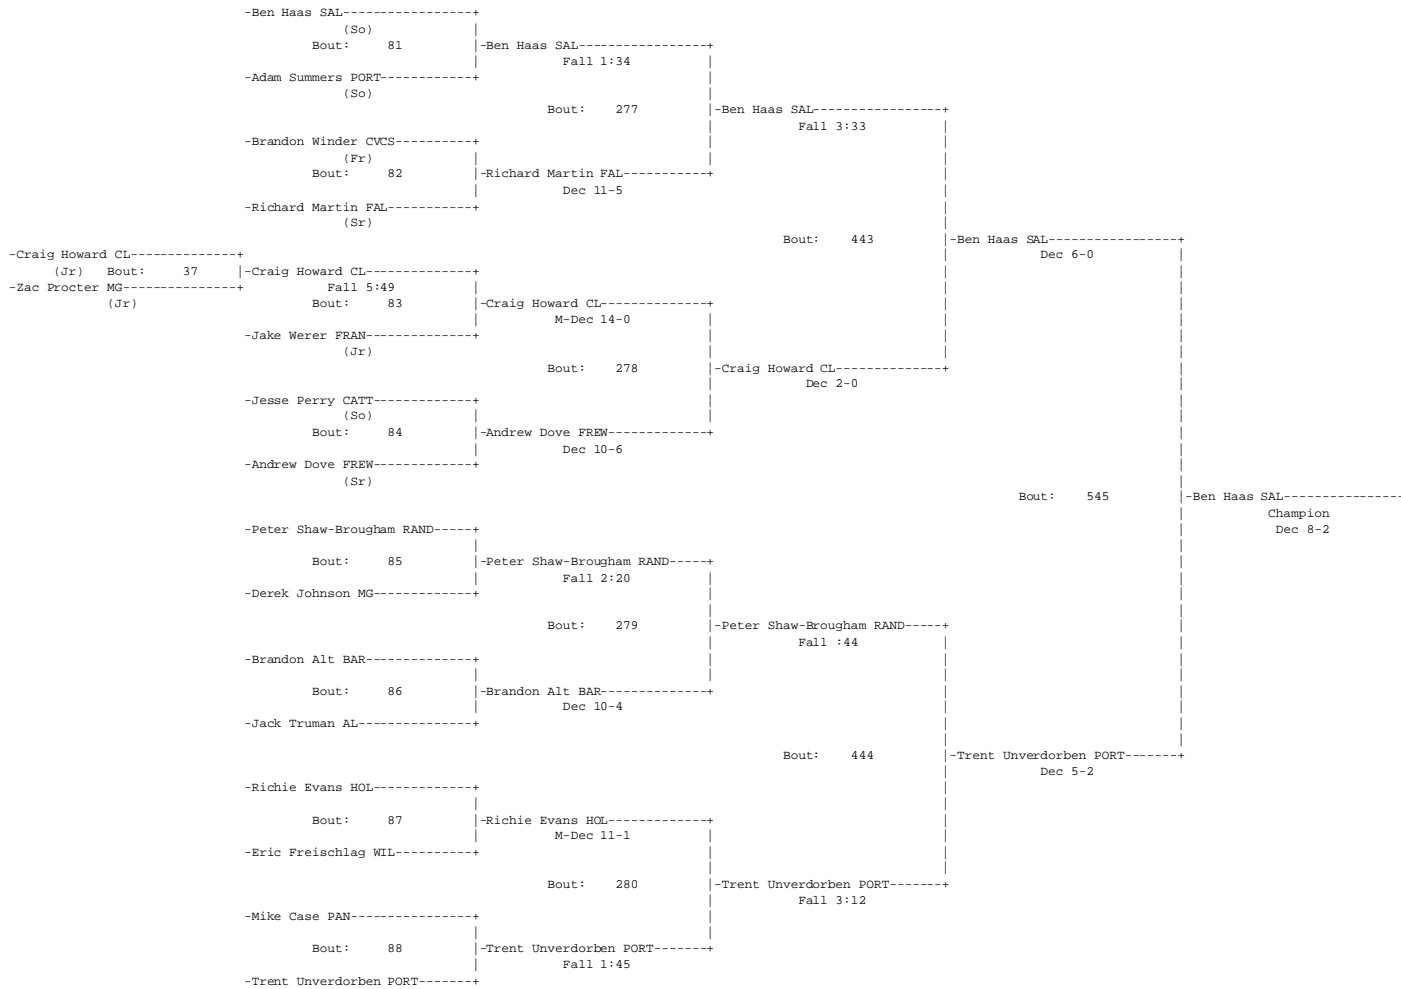 -Ben Haas SAL-----------------+
(So)
Bout: 81 |-Ben Haas SAL-----------------+
Fall 1:34
-Adam Summers PORT------------+
(So)
Bout: 277 |-Ben Haas SAL-----------------+
Fall 3:33
-Brandon Winder CVCS----------+
(Fr)
Bout: 82 |-Richard Martin FAL-----------+
Dec 11-5
-Richard Martin FAL-----------+
(Sr)
Bout: 443 |-Ben Haas SAL-----------------+
-Craig Howard CL--------------+ Dec 6-0
(Jr) Bout: 37 |-Craig Howard CL--------------+
-Zac Procter MG---------------+ Fall 5:49
(Jr) Bout: 83 |-Craig Howard CL--------------+
M-Dec 14-0
-Jake Werer FRAN--------------+
(Jr)
Bout: 278 |-Craig Howard CL--------------+
Dec 2-0
-Jesse Perry CATT-------------+
(So)
Bout: 84 |-Andrew Dove FREW-------------+
Dec 10-6
-Andrew Dove FREW-------------+
(Sr)
Bout: 545 |-Ben Haas SAL-----------------
Champion
-Peter Shaw-Brougham RAND-----+ Dec 8-2
Bout: 85 |-Peter Shaw-Brougham RAND-----+
Fall 2:20
-Derek Johnson MG-------------+
Bout: 279 |-Peter Shaw-Brougham RAND-----+
Fall :44
-Brandon Alt BAR--------------+
Bout: 86 |-Brandon Alt BAR--------------+
Dec 10-4
-Jack Truman AL---------------+
Bout: 444 |-Trent Unverdorben PORT-------+
Dec 5-2
-Richie Evans HOL-------------+
Bout: 87 |-Richie Evans HOL-------------+
M-Dec 11-1
-Eric Freischlag WIL----------+
Bout: 280 |-Trent Unverdorben PORT-------+
Fall 3:12
-Mike Case PAN----------------+
Bout: 88 |-Trent Unverdorben PORT-------+
Fall 1:45
-Trent Unverdorben PORT-------+